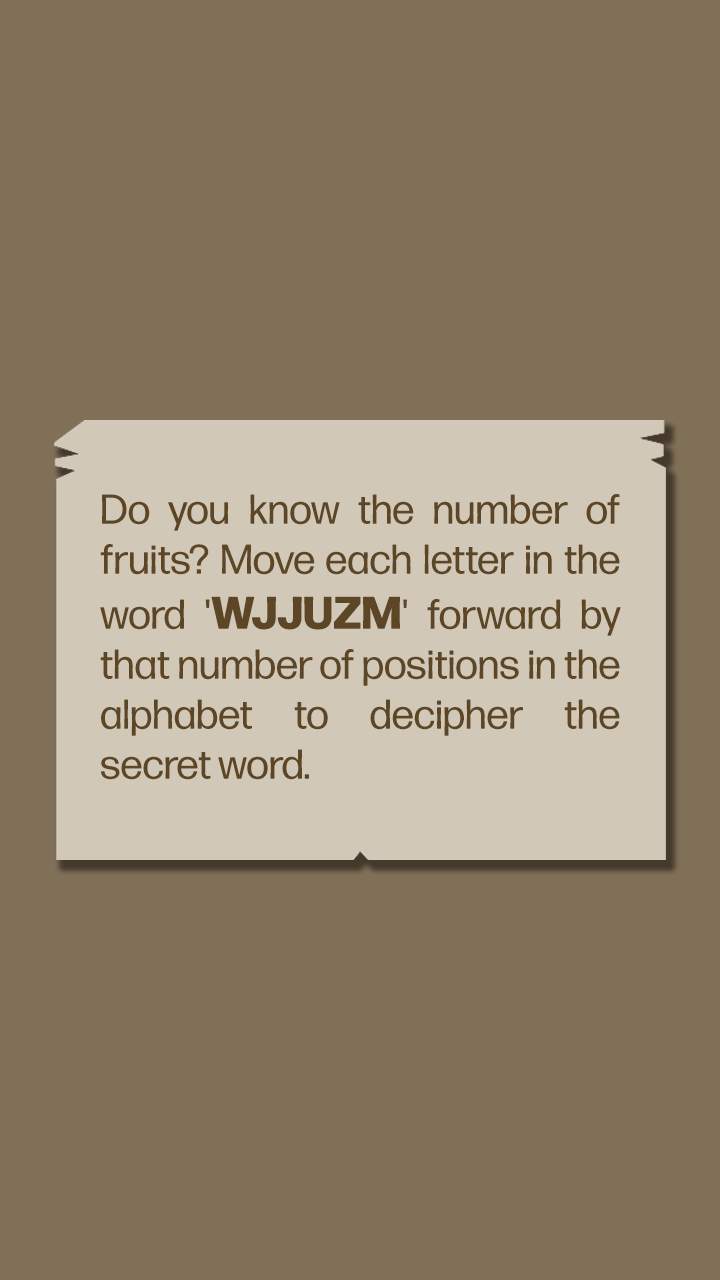 Do you know the number of
fruits? Move each letter in the
word 'WJJUZM' forward by
that number of positions in the
alphabet to decipher the
secret word.